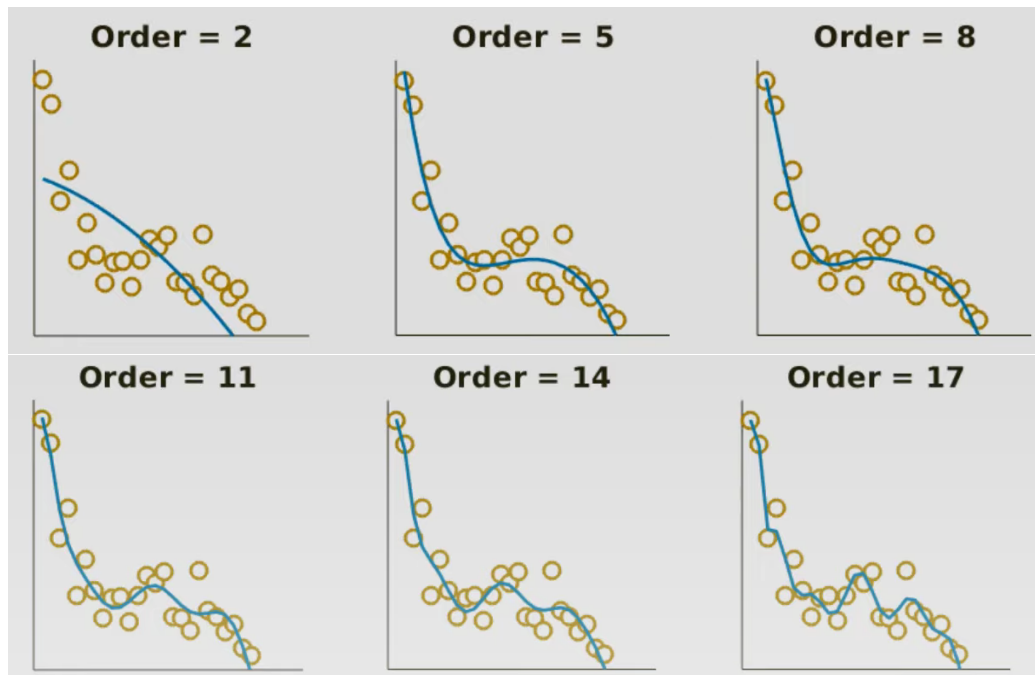 Order = 2
Order = 5
Order = 8
Order = 11
Order = 14
Order = 17